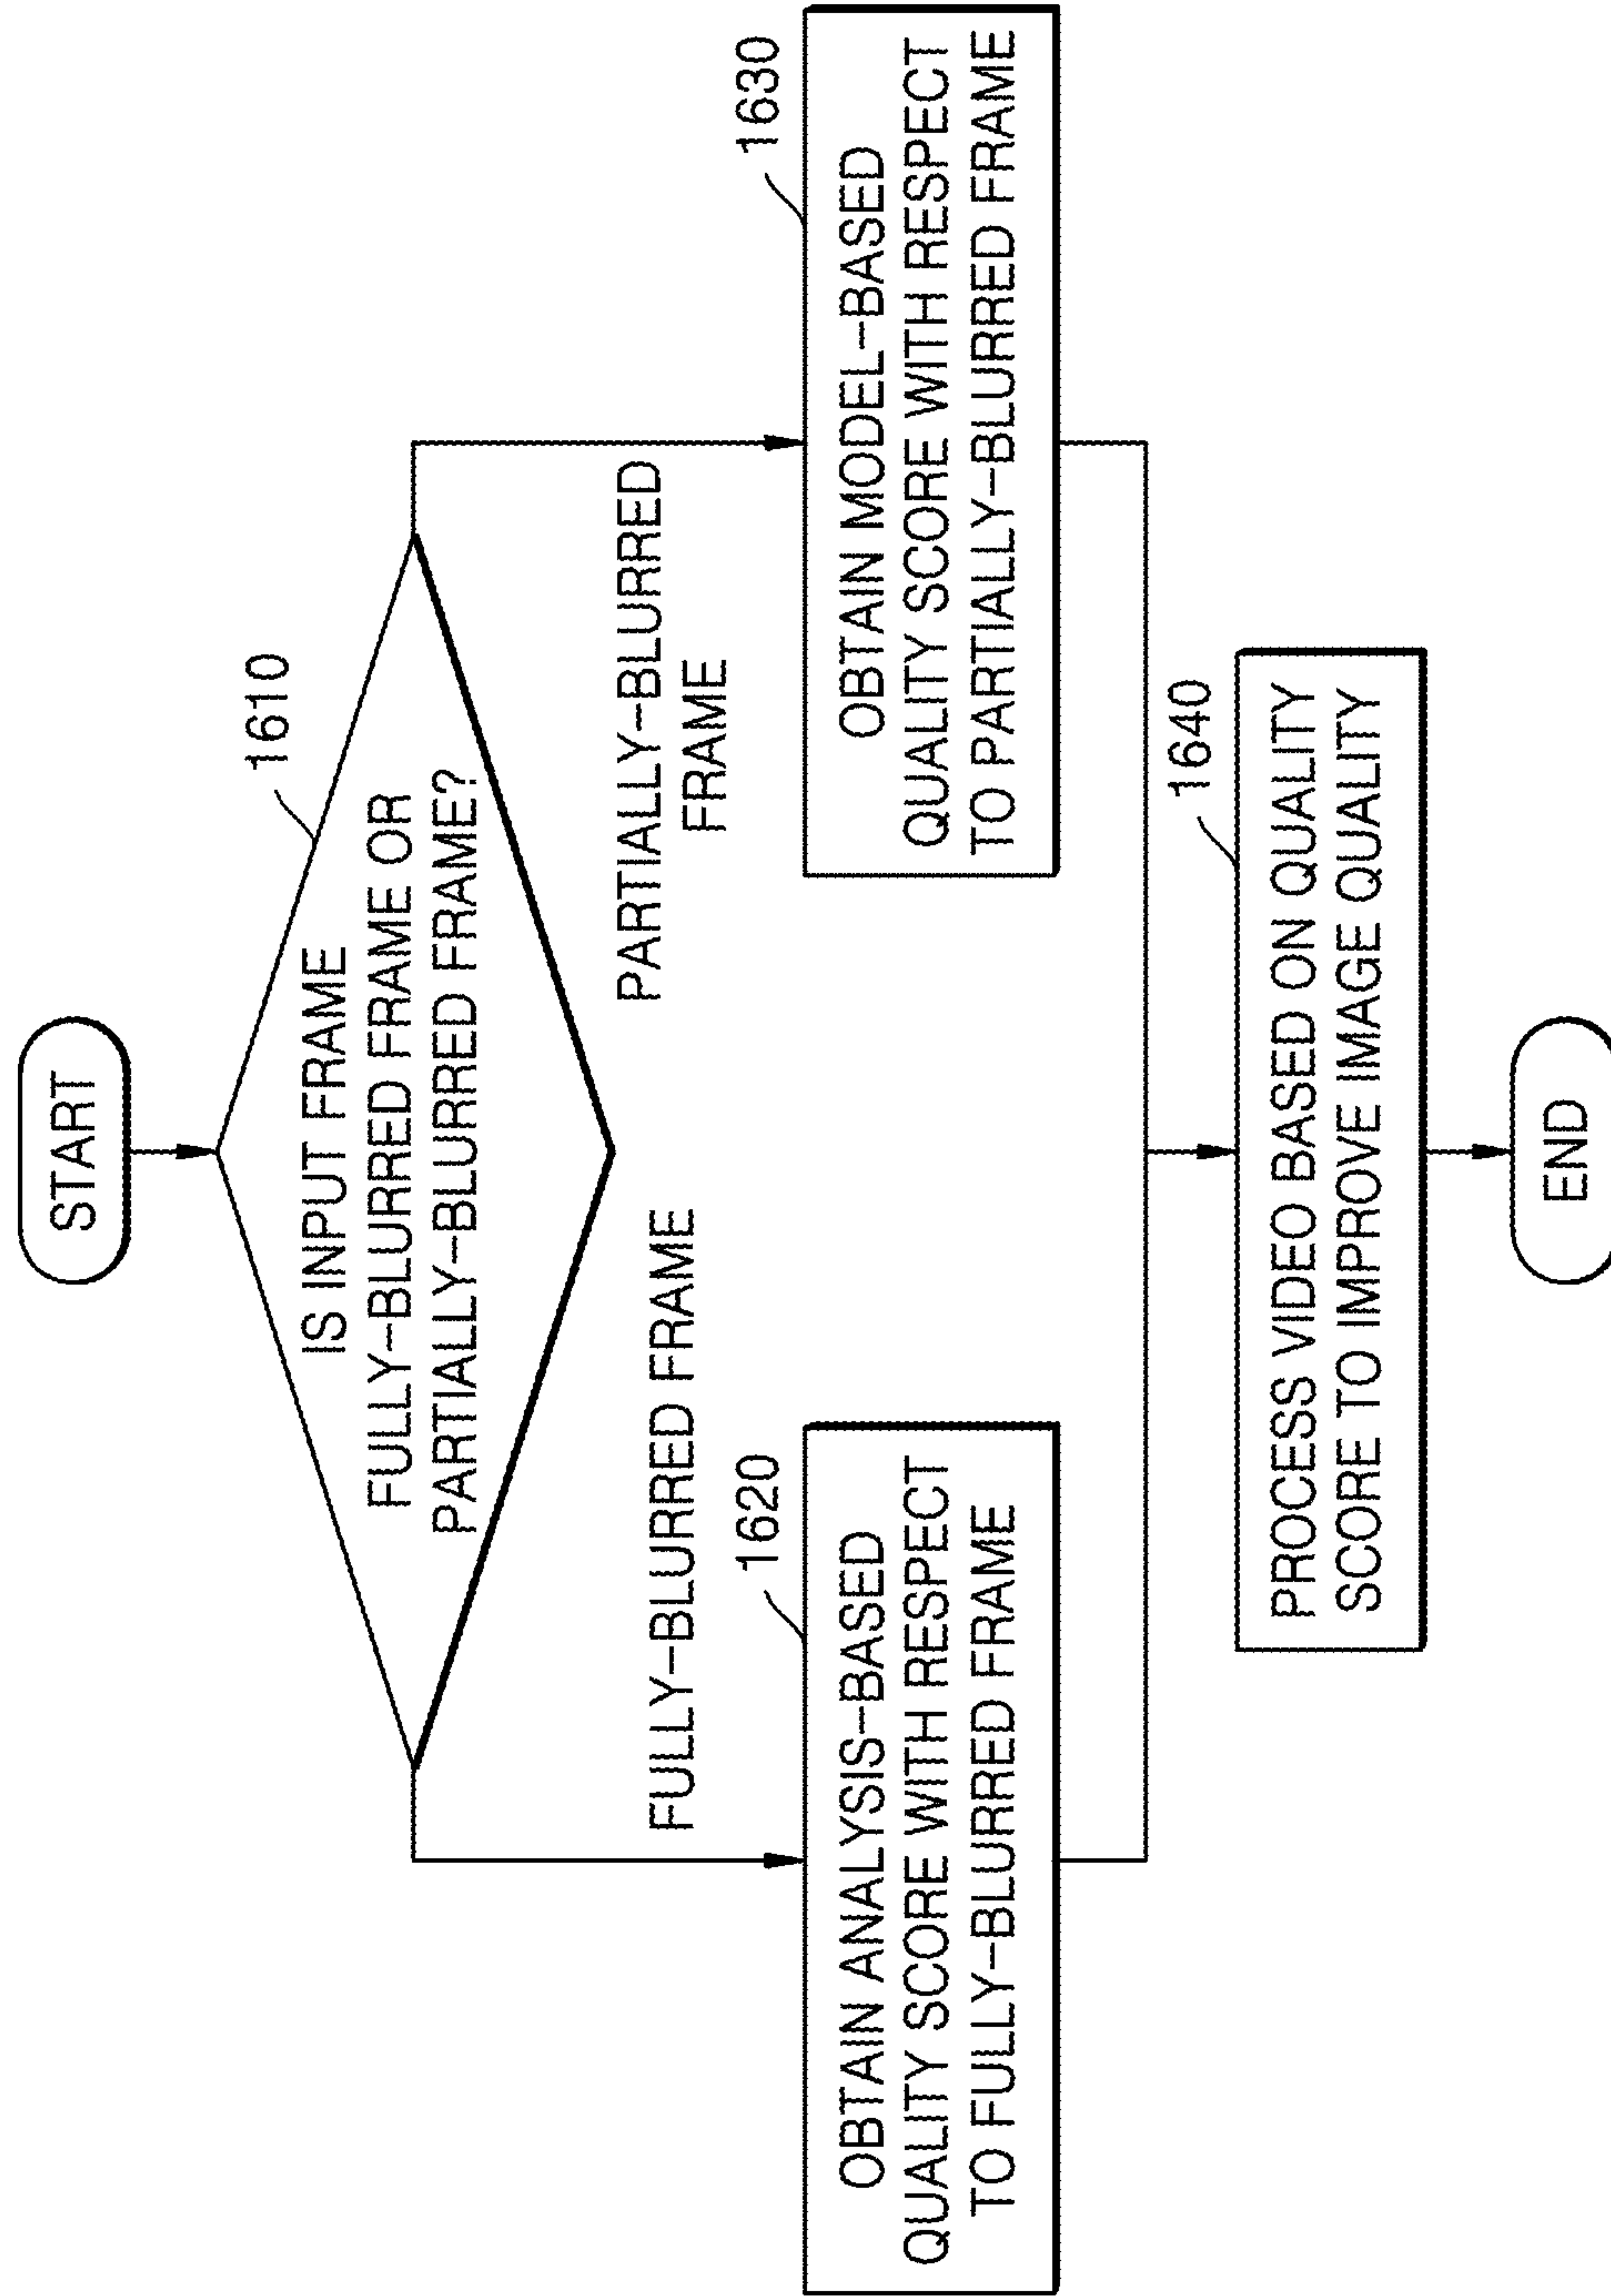 START
1610
IS INPUT FRAME
FULLY-BLURRED FRAME OR
PARTIALLY-BLURRED FRAME?
FULLY-BLURRED FRAME
PARTIALLY-BLURRED
FRAME
1620
OBTAIN ANALYSIS-BASED
QUALITY SCORE WITH RESPECT
TO FULLY-BLURRED FRAME
1630
OBTAIN MODEL-BASED
QUALITY SCORE WITH RESPECT
TO PARTIALLY-BLURRED FRAME
1640
PROCESS VIDEO BASED ON QUALITY
SCORE TO IMPROVE IMAGE QUALITY
END